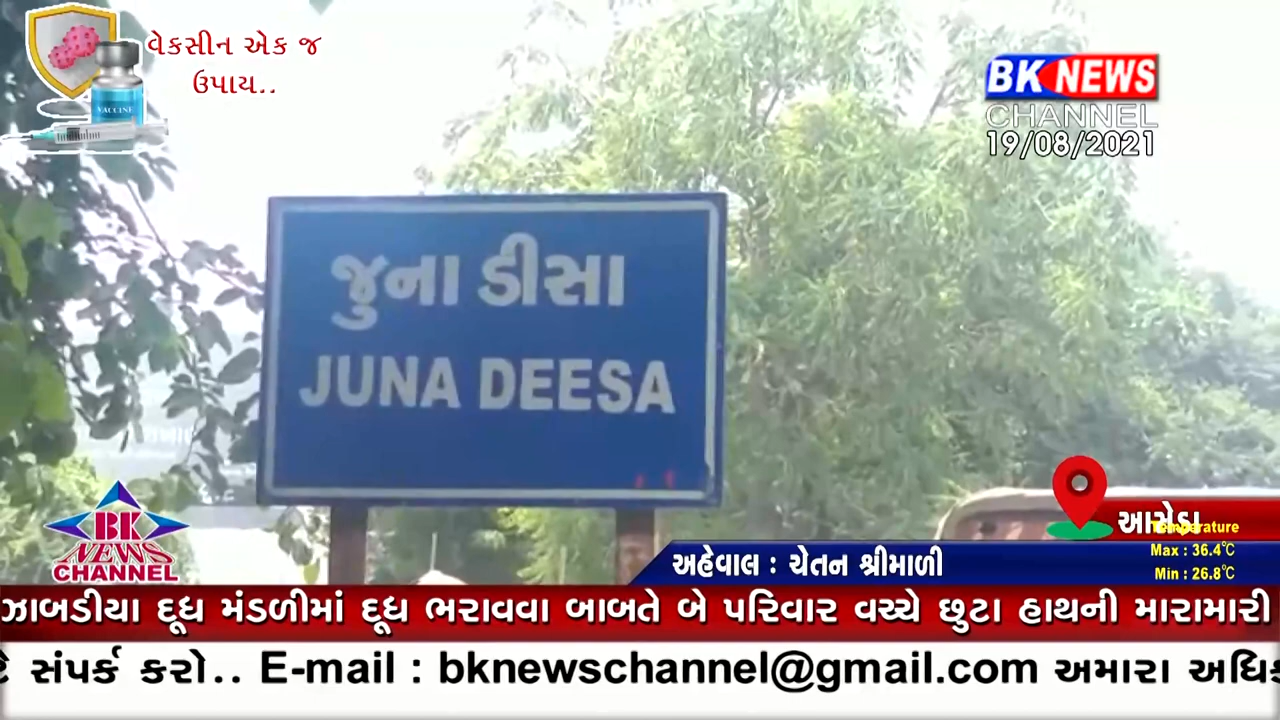 વેકસીન એક જ
ઉપાય..
VACCINE
BK NEWS
CHANNEL
19/08/2021
જુના ડીસા
JUNA DEESA
આસેડા
Temperature
Max : 36.4℃
Min : 26.8℃
BK
NEWS
CHANNEL
અહેવાલ : ચેતન શ્રીમાળી
ઝાબડીયા દૂધ મંડળીમાં દૂધ ભરાવવા બાબતે બે પરિવાર વચ્ચે છુટા હાથની મારામારી
સંપર્ક કરો.. E-mail : bknewschannel@gmail.com અમારા